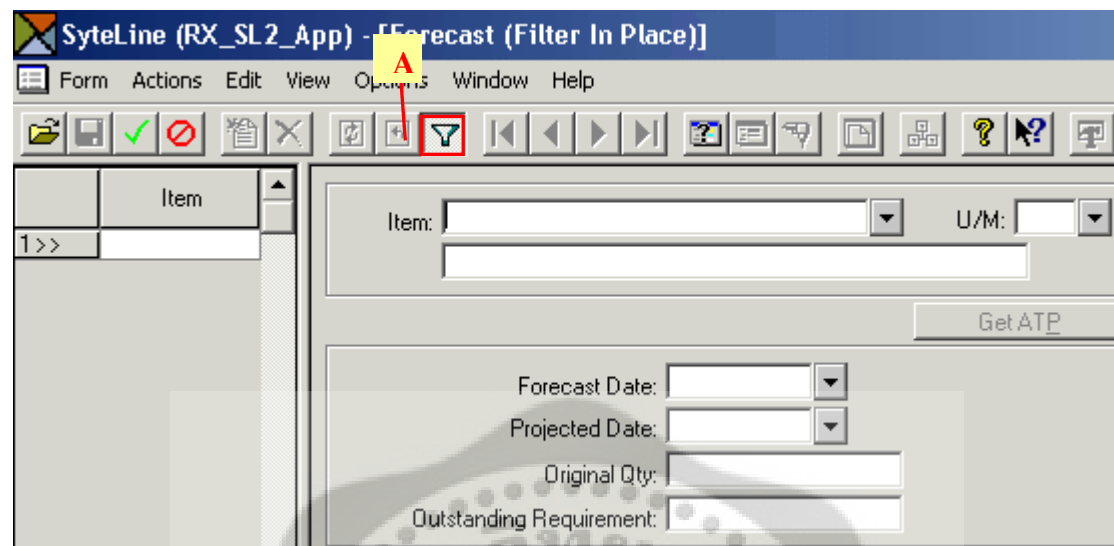 SyteLine (RX_SL2_App) - [Forecast (Filter In Place)]
A
Form Actions Edit View Options Window Help
Item
Item: U/M:
1>>
Get ATP
Forecast Date:
Projected Date:
Original Qty:
Outstanding Requirement: